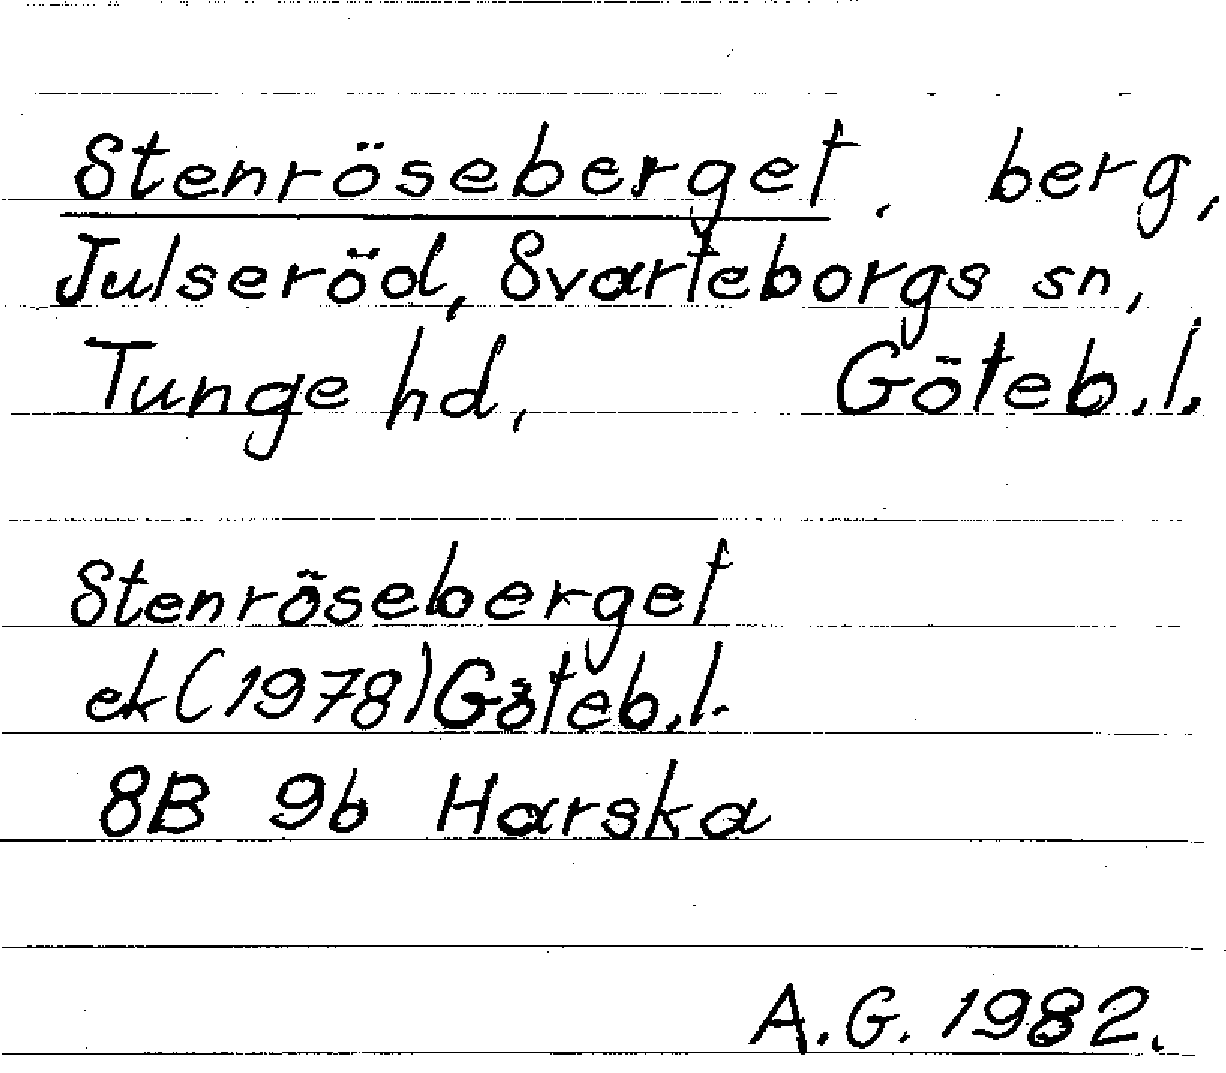 Stenröseberget. berg,
Julseröd, Svarteborgs sn,
Tunge hd, Göteb.l.
Stenröseberget
ek (1978) Göteb.l.
8B 9b Harska
A.G. 1982.